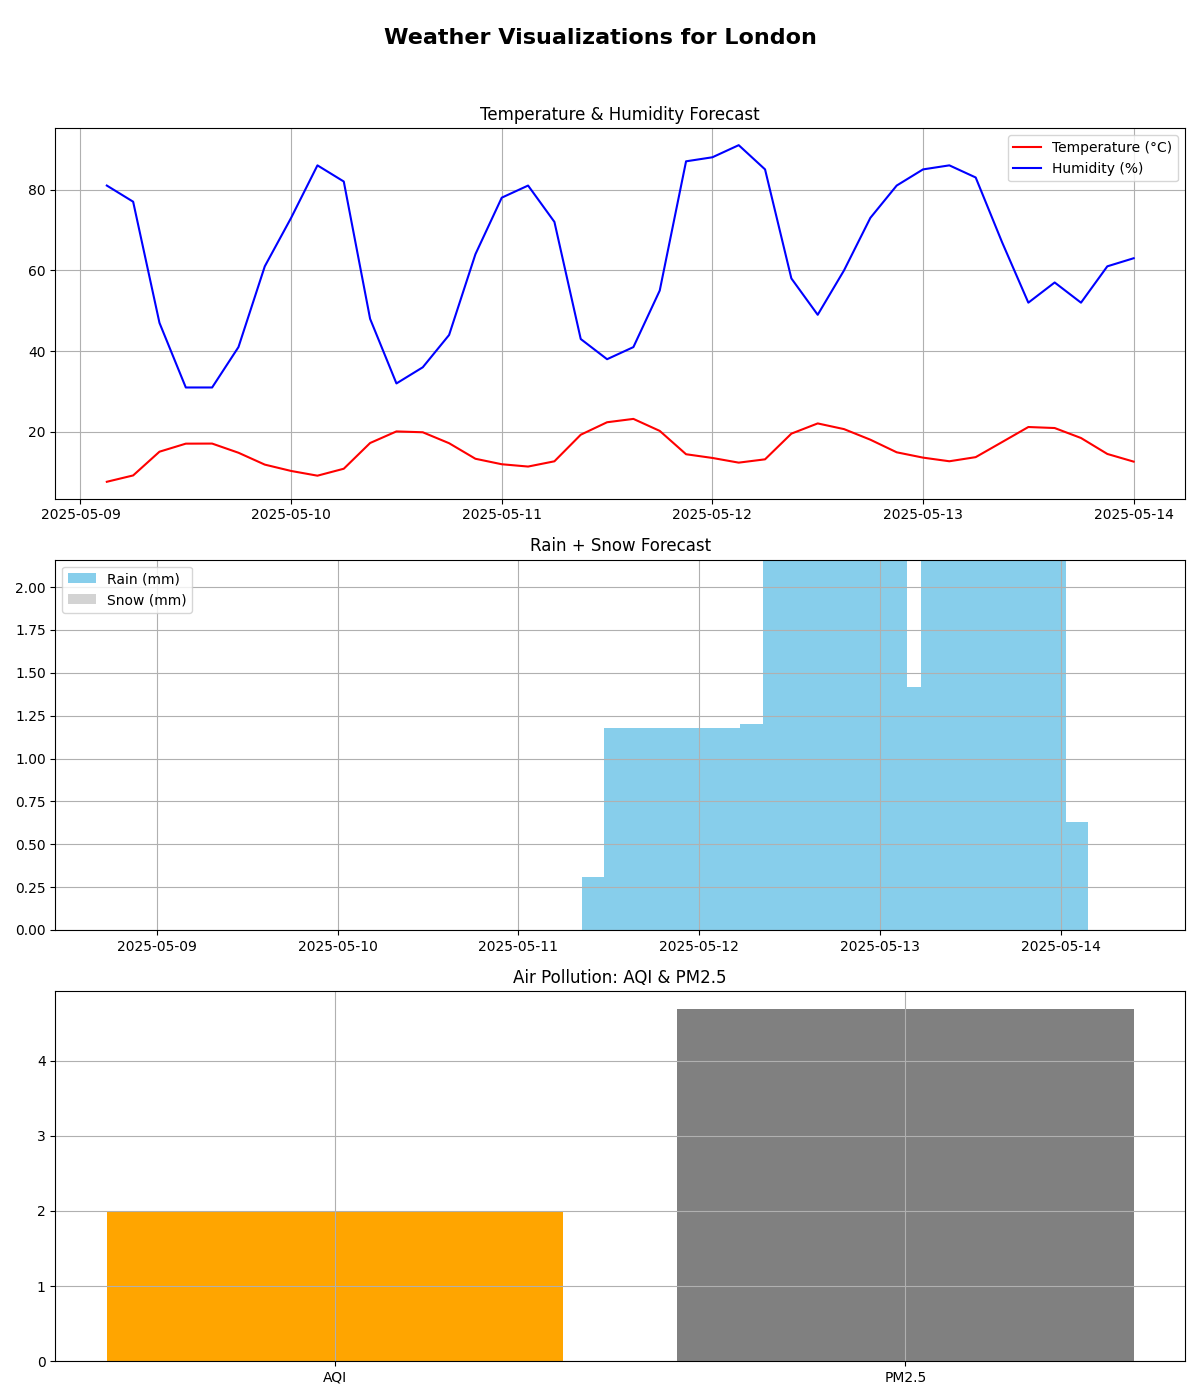 Weather Visualizations for London
Temperature & Humidity Forecast
Temperature (°C)
Humidity (%)
80
60
40
20
2025-05-09 2025-05-10 2025-05-11 2025-05-12 2025-05-13 2025-05-14
Rain + Snow Forecast
Rain (mm)
Snow (mm)
2.00
1.75
1.50
1.25
1.00
0.75
0.50
0.25
0.00
2025-05-09 2025-05-10 2025-05-11 2025-05-12 2025-05-13 2025-05-14
Air Pollution: AQI & PM2.5
4
3
2
1
0
AQI PM2.5